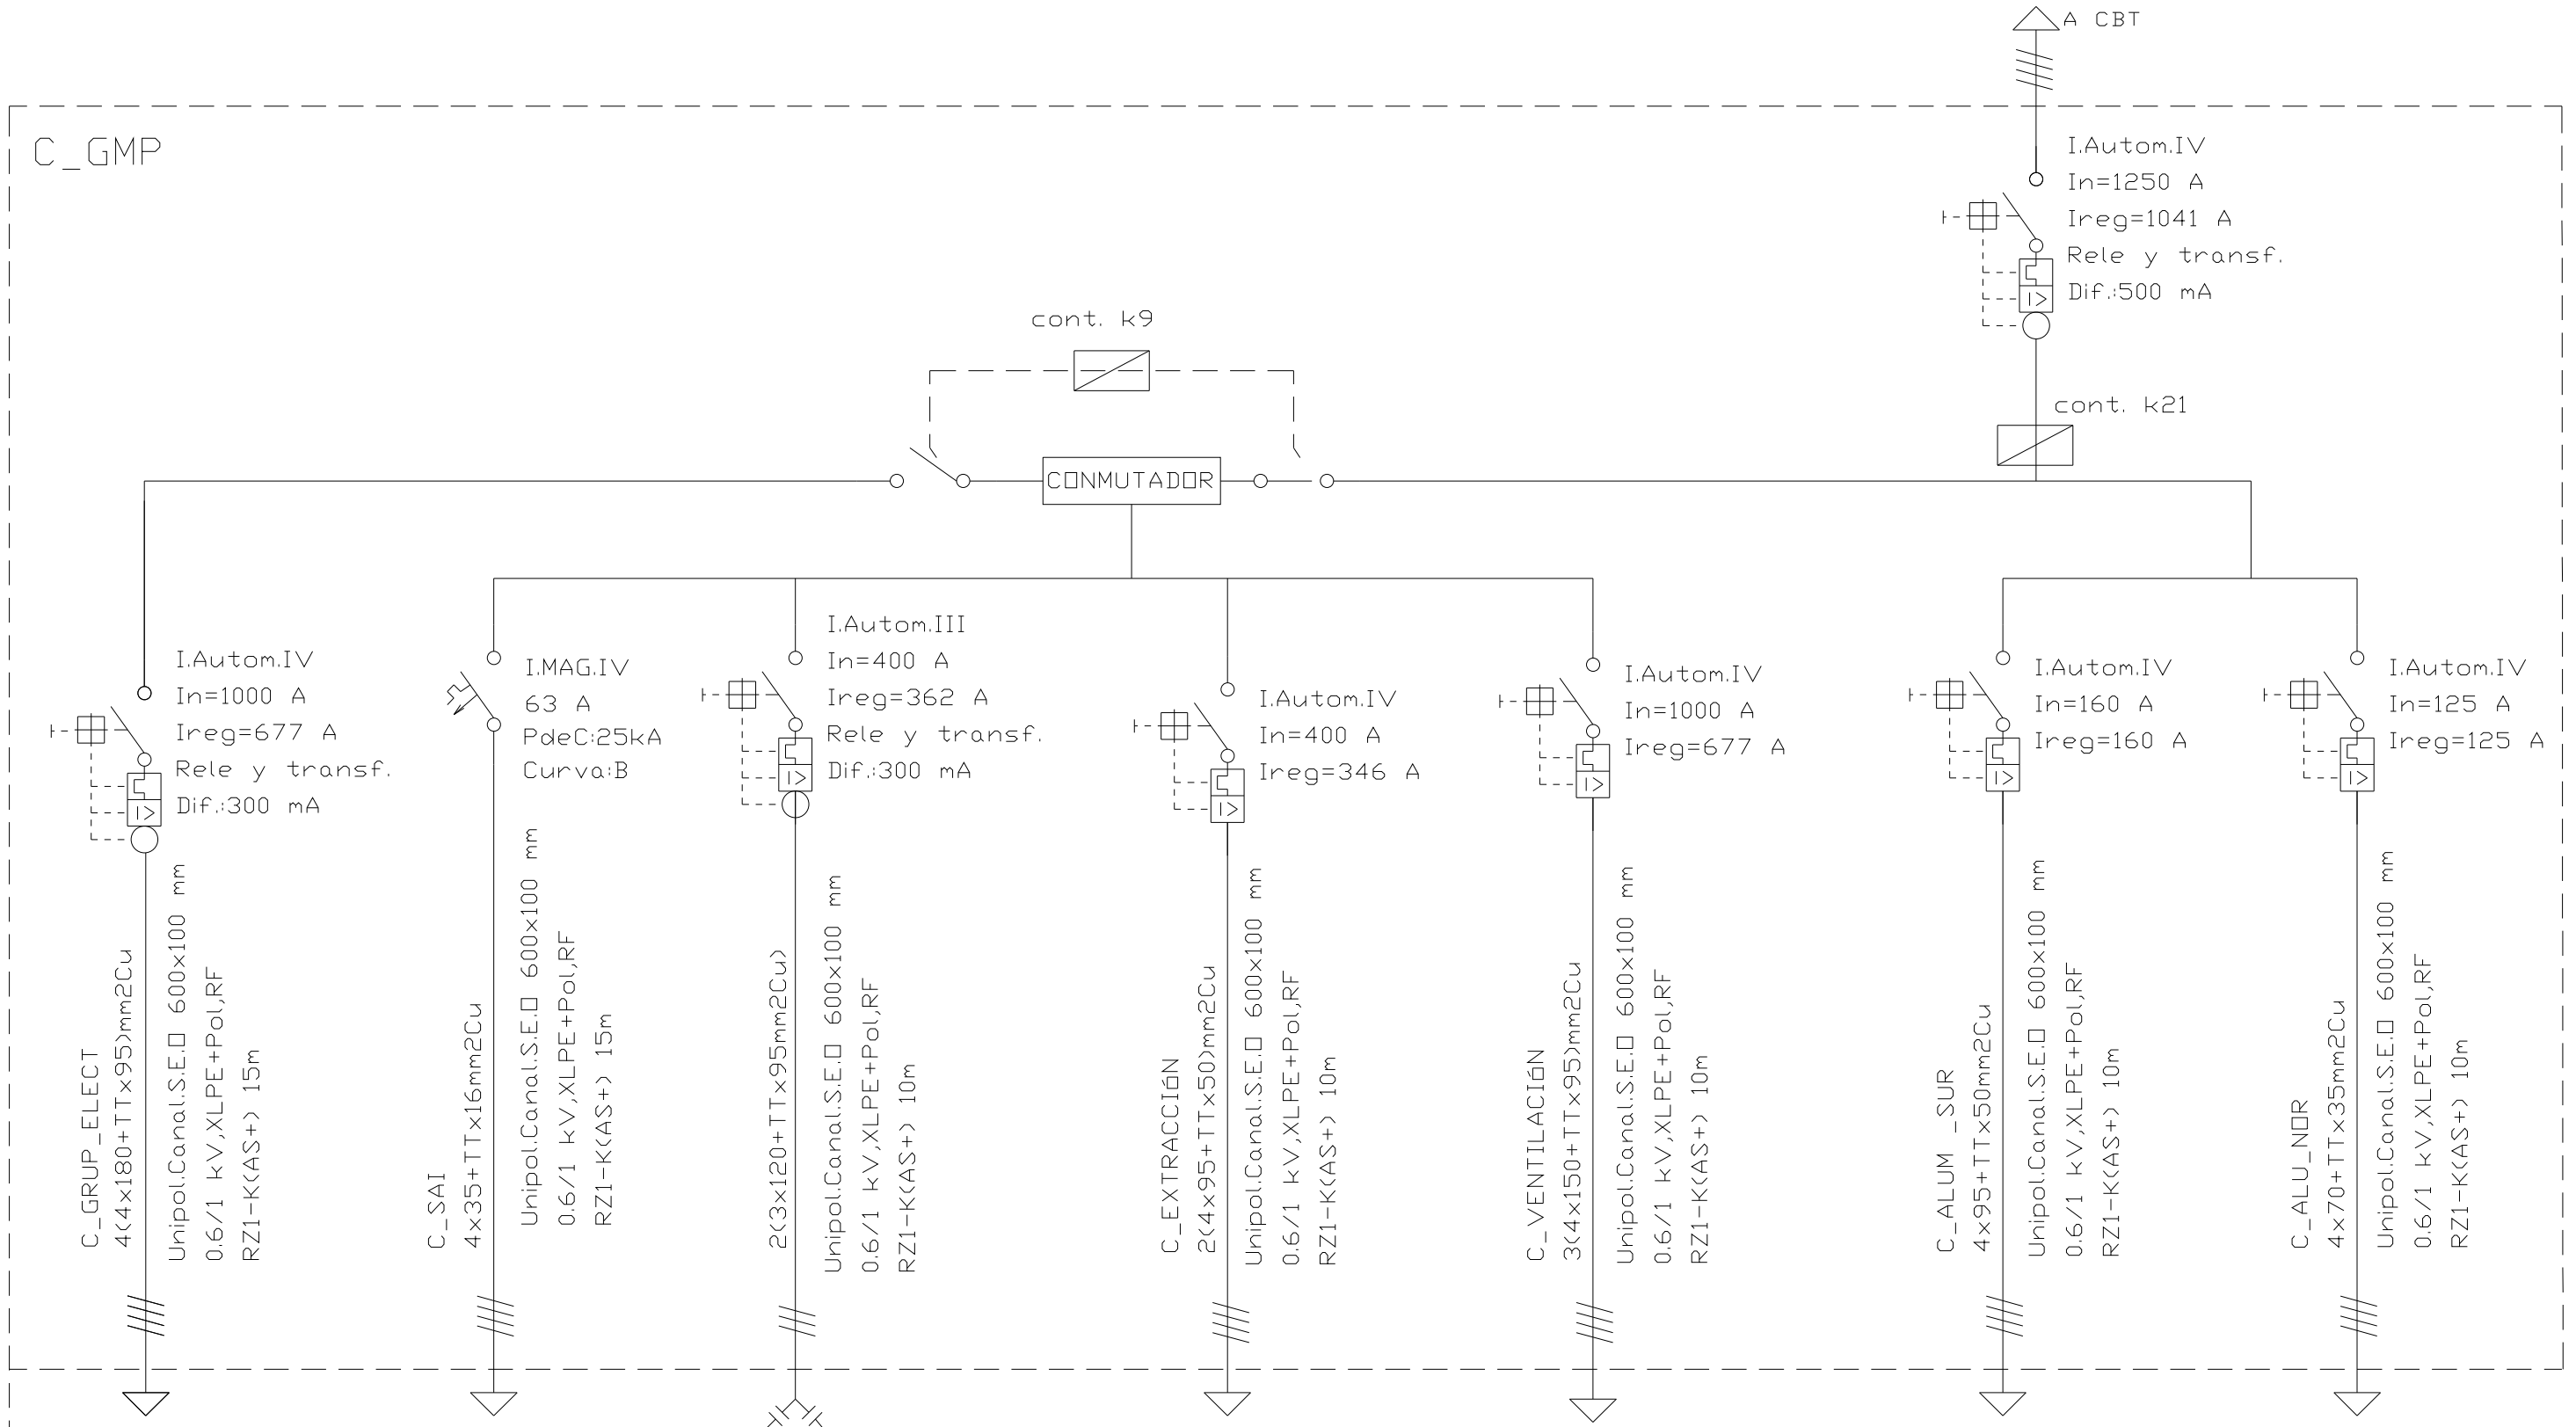 A CBT
C_GMP
I.Autom.IV
In=1250 A
Ireg=1041 A
Rele y transf.
Dif.:500 mA
cont. k9
cont. k21
CONMUTADOR
I.Autom.IV
In=1000 A
Ireg=677 A
Rele y transf.
Dif.:300 mA
I.MAG.IV
63 A
PdeC:25kA
Curva:B
I.Autom.III
In=400 A
Ireg=362 A
Rele y transf.
Dif.:300 mA
I.Autom.IV
In=400 A
Ireg=346 A
I.Autom.IV
In=1000 A
Ireg=677 A
I.Autom.IV
In=160 A
Ireg=160 A
I.Autom.IV
In=125 A
Ireg=125 A
C_GRUP_ELECT
4(4x180+TTx95)mm2Cu
Unipol.Canal.S.E.□ 600x100 mm
0.6/1 kV,XLPE+Pol,RF
RZ1-K(AS+) 15m
C_SAI
4x35+TTx16mm2Cu
Unipol.Canal.S.E.□ 600x100 mm
0.6/1 kV,XLPE+Pol,RF
RZ1-K(AS+) 15m
2(3x120+TTx95mm2Cu)
Unipol.Canal.S.E.□ 600x100 mm
0.6/1 kV,XLPE+Pol,RF
RZ1-K(AS+) 10m
C_EXTRACCIÓN
2(4x95+TTx50)mm2Cu
Unipol.Canal.S.E.□ 600x100 mm
0.6/1 kV,XLPE+Pol,RF
RZ1-K(AS+) 10m
C_VENTILACIÓN
3(4x150+TTx95)mm2Cu
Unipol.Canal.S.E.□ 600x100 mm
0.6/1 kV,XLPE+Pol,RF
RZ1-K(AS+) 10m
C_ALUM _SUR
4x95+TTx50mm2Cu
Unipol.Canal.S.E.□ 600x100 mm
0.6/1 kV,XLPE+Pol,RF
RZ1-K(AS+) 10m
C_ALU_NOR
4x70+TTx35mm2Cu
Unipol.Canal.S.E.□ 600x100 mm
0.6/1 kV,XLPE+Pol,RF
RZ1-K(AS+) 10m